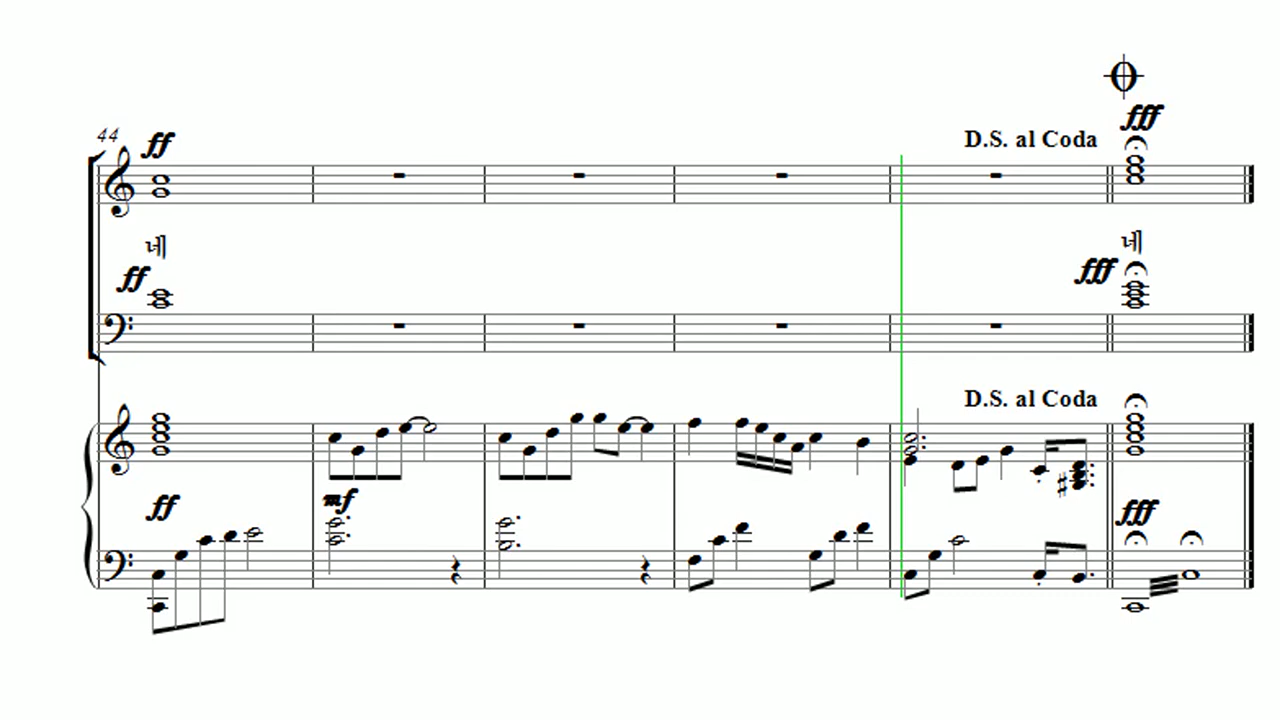 44
ff
fff
D.S. al Coda
네
네
ff
fff
D.S. al Coda
ff
mf
fff